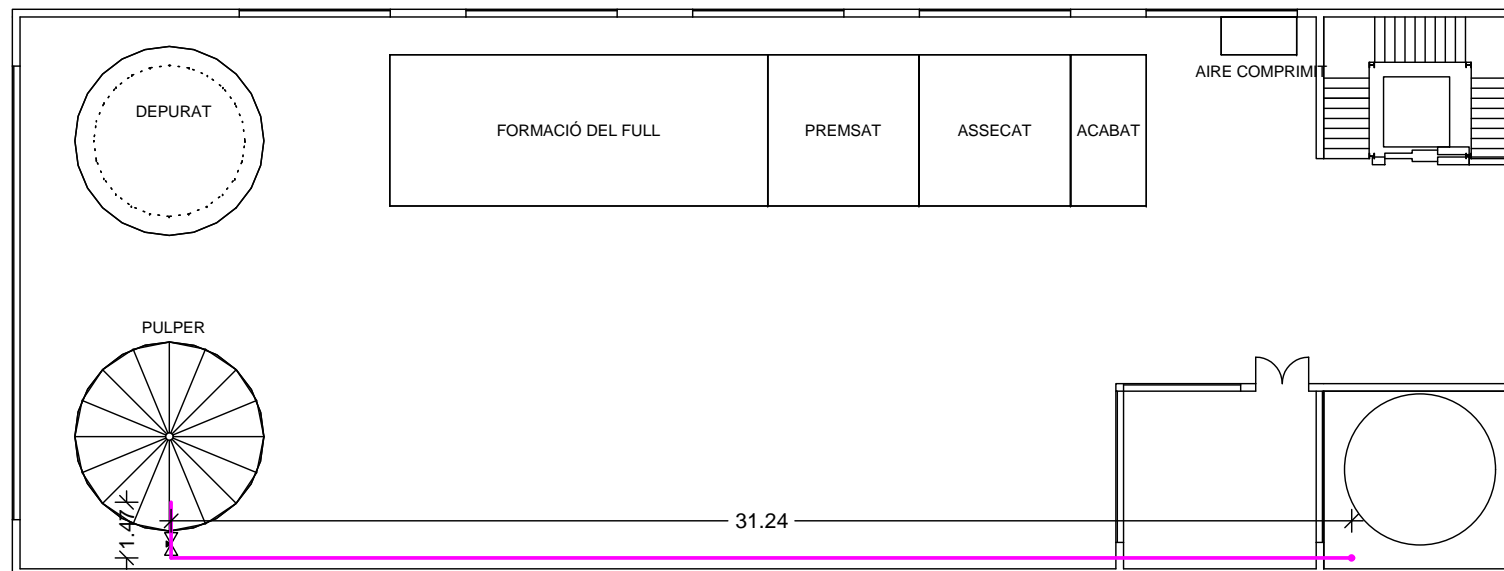 AIRE COMPRIMIT
DEPURAT
FORMACIÓ DEL FULL
PREMSAT
ASSECAT
ACABAT
PULPER
1.47
31.24